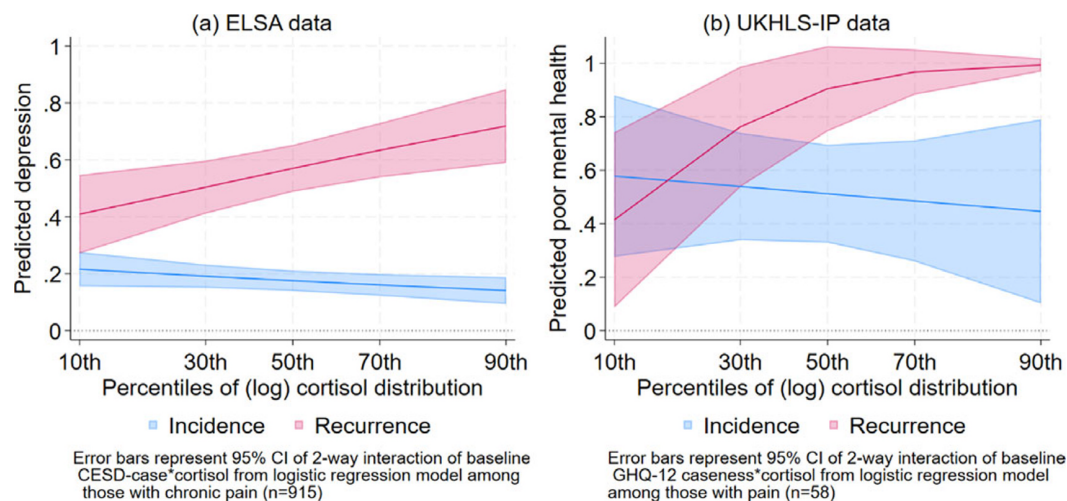 (a) ELSA data
Predicted depression
1
.8
.6
.4
.2
0
10th 30th 50th 70th 90th
Percentiles of (log) cortisol distribution
Incidence Recurrence
Error bars represent 95% CI of 2-way interaction of baseline
CESD-case*cortisol from logistic regression model among
those with chronic pain (n=915)
(b) UKHLS-IP data
Predicted poor mental health
1
.8
.6
.4
.2
0
10th 30th 50th 70th 90th
Percentiles of (log) cortisol distribution
Incidence Recurrence
Error bars represent 95% CI of 2-way interaction of baseline
GHQ-12 caseness*cortisol from logistic regression model
among those with pain (n=58)